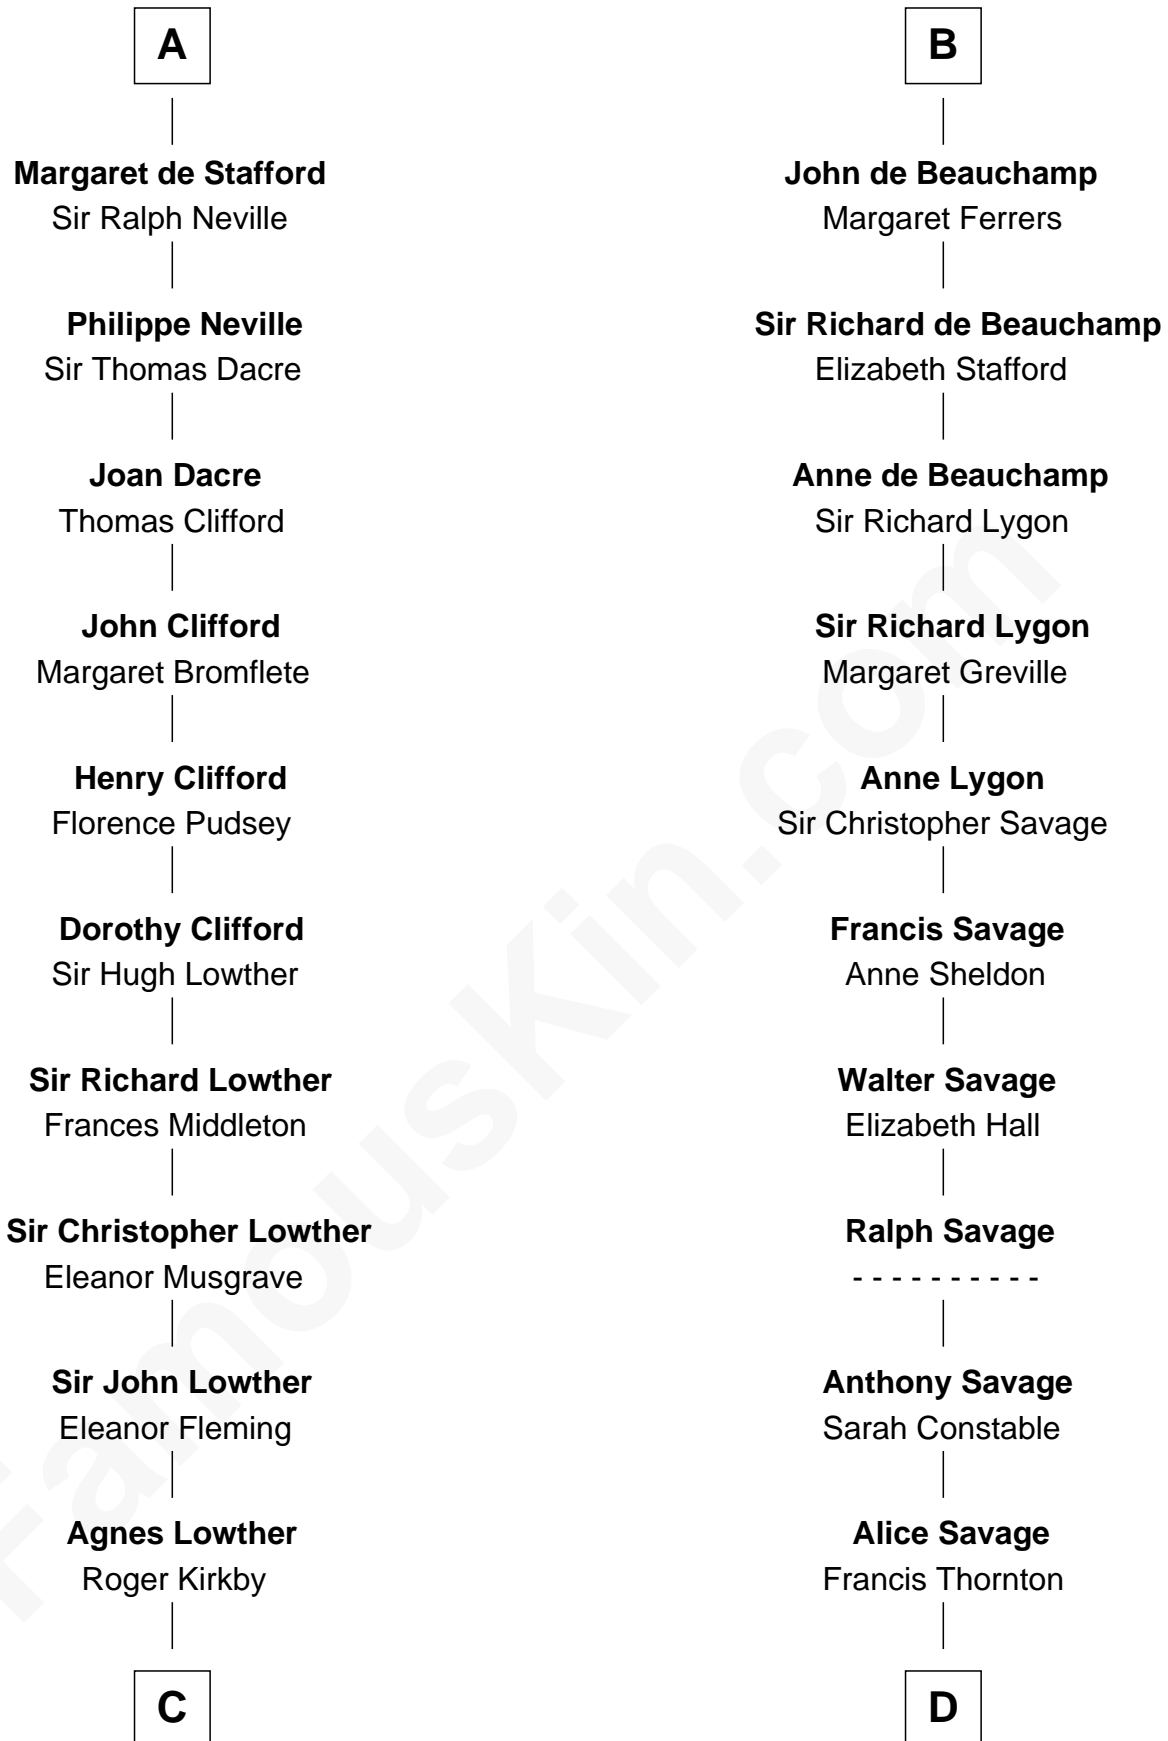 A
Margaret de Stafford
Sir Ralph Neville
Philippe Neville
Sir Thomas Dacre
Joan Dacre
Thomas Clifford
John Clifford
Margaret Bromflete
Henry Clifford
Florence Pudsey
Dorothy Clifford
Sir Hugh Lowther
Sir Richard Lowther
Frances Middleton
Sir Christopher Lowther
Eleanor Musgrave
Sir John Lowther
Eleanor Fleming
Agnes Lowther
Roger Kirkby
C
B
John de Beauchamp
Margaret Ferrers
Sir Richard de Beauchamp
Elizabeth Stafford
Anne de Beauchamp
Sir Richard Lygon
Sir Richard Lygon
Margaret Greville
Anne Lygon
Sir Christopher Savage
Francis Savage
Anne Sheldon
Walter Savage
Elizabeth Hall
Ralph Savage
- - - - - - - - - -
Anthony Savage
Sarah Constable
Alice Savage
Francis Thornton
D
FamousKin.com